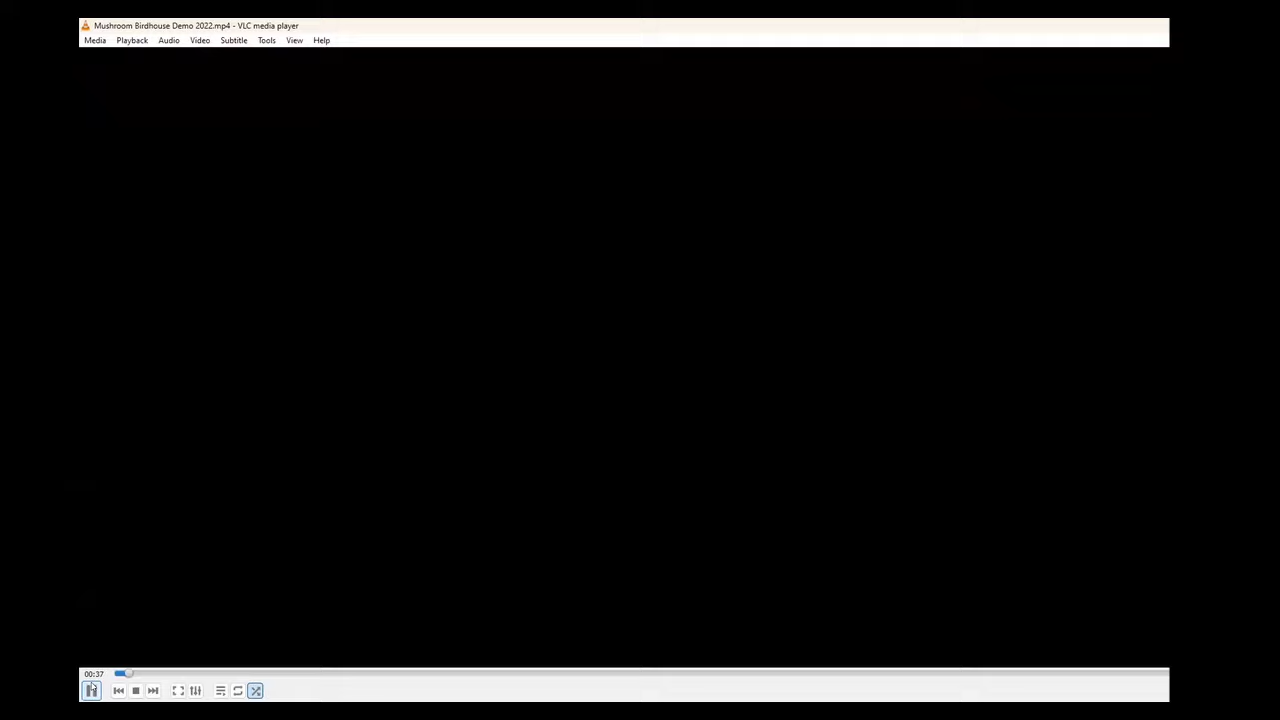 Mushroom Birdhouse Demo 2022.mp4 - VLC media player
Media Playback Audio Video Subtitle Tools View Help
00:37